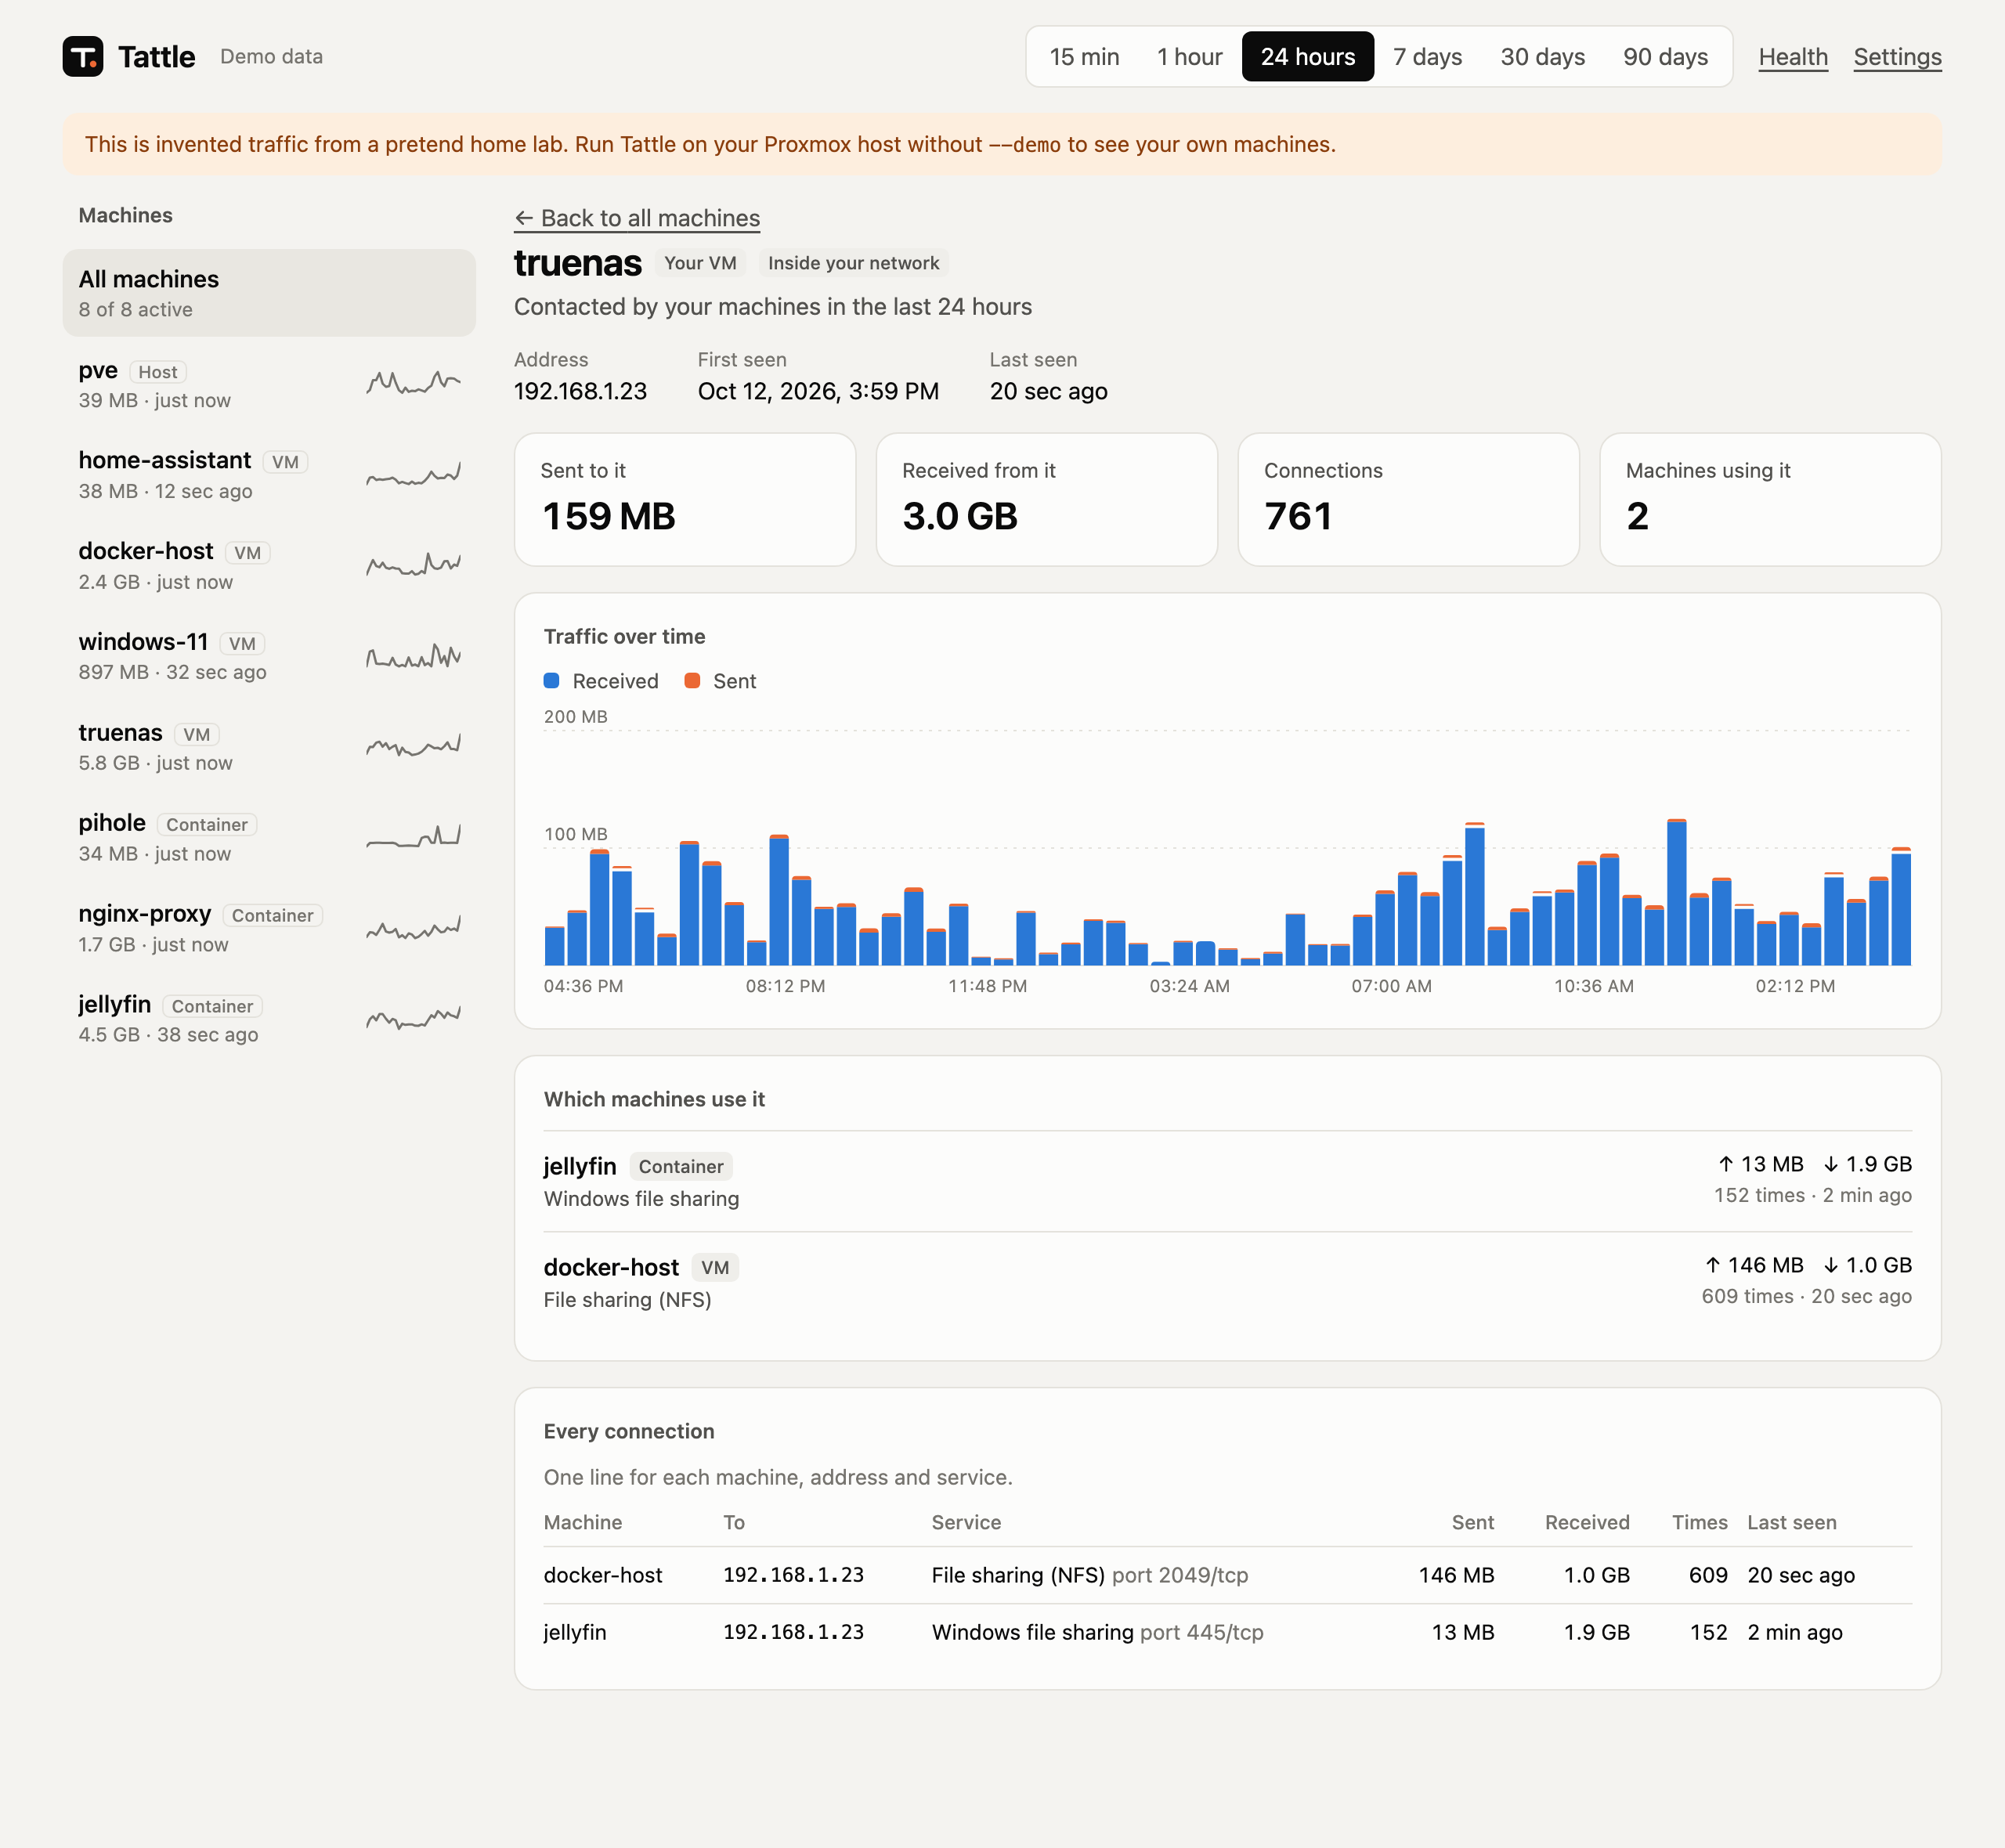 T.
Tattle
Demo data
15 min
1 hour
24 hours
7 days
30 days
90 days
Health
Settings
This is invented traffic from a pretend home lab. Run Tattle on your Proxmox host without --demo to see your own machines.
Machines
All machines
8 of 8 active
pve Host
39 MB · just now
home-assistant VM
38 MB · 12 sec ago
docker-host VM
2.4 GB · just now
windows-11 VM
897 MB · 32 sec ago
truenas VM
5.8 GB · just now
pihole Container
34 MB · just now
nginx-proxy Container
1.7 GB · just now
jellyfin Container
4.5 GB · 38 sec ago
← Back to all machines
truenas Your VM Inside your network
Contacted by your machines in the last 24 hours
Address
192.168.1.23
First seen
Oct 12, 2026, 3:59 PM
Last seen
20 sec ago
Sent to it
159 MB
Received from it
3.0 GB
Connections
761
Machines using it
2
Traffic over time
Received Sent
200 MB
100 MB
04:36 PM 08:12 PM 11:48 PM 03:24 AM 07:00 AM 10:36 AM 02:12 PM
Which machines use it
jellyfin Container ↑ 13 MB ↓ 1.9 GB
Windows file sharing 152 times · 2 min ago
docker-host VM ↑ 146 MB ↓ 1.0 GB
File sharing (NFS) 609 times · 20 sec ago
Every connection
One line for each machine, address and service.
Machine To Service Sent Received Times Last seen
docker-host 192.168.1.23 File sharing (NFS) port 2049/tcp 146 MB 1.0 GB 609 20 sec ago
jellyfin 192.168.1.23 Windows file sharing port 445/tcp 13 MB 1.9 GB 152 2 min ago